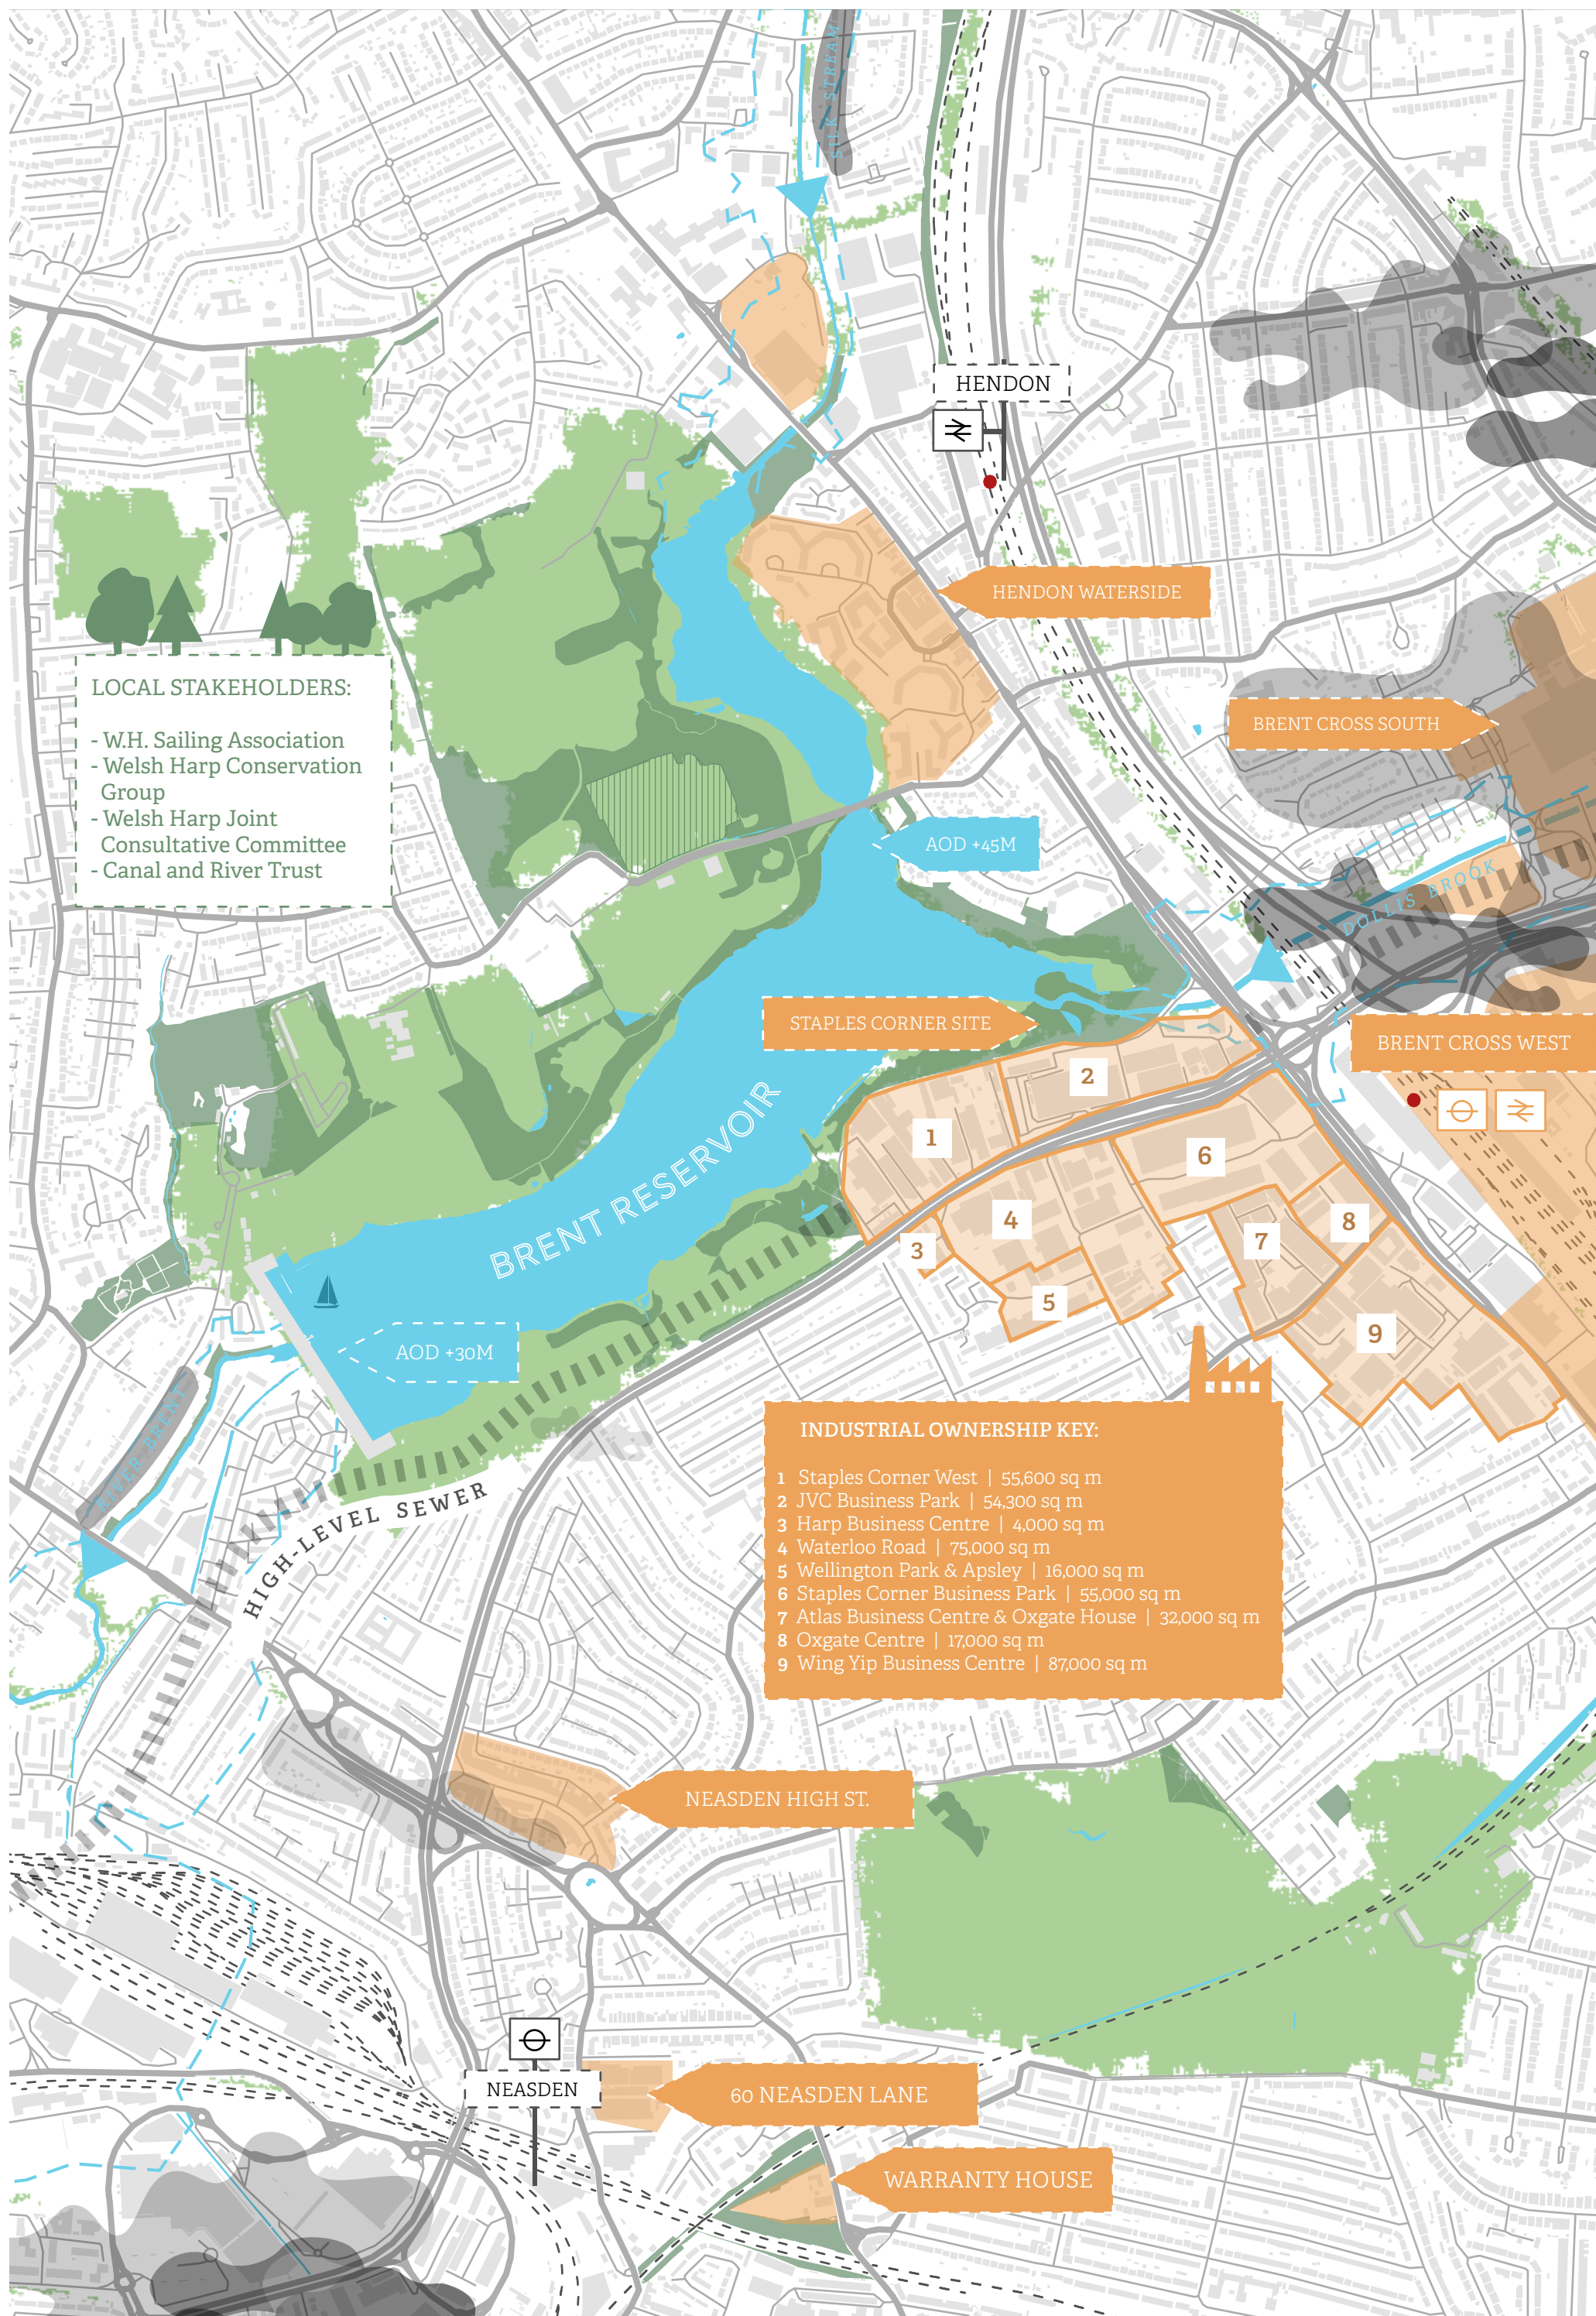 SILK STREAM
HENDON
HENDON WATERSIDE
LOCAL STAKEHOLDERS:
- W.H. Sailing Association
- Welsh Harp Conservation
Group
- Welsh Harp Joint
Consultative Committee
- Canal and River Trust
BRENT CROSS SOUTH
AOD +45M
DOLLIS BROOK
STAPLES CORNER SITE
BRENT CROSS WEST
BRENT RESERVOIR
1
2
3
4
5
6
7
8
9
AOD +30M
RIVER BRENT
HIGH-LEVEL SEWER
INDUSTRIAL OWNERSHIP KEY:
1 Staples Corner West | 55,600 sq m
2 JVC Business Park | 54,300 sq m
3 Harp Business Centre | 4,000 sq m
4 Waterloo Road | 75,000 sq m
5 Wellington Park & Apsley | 16,000 sq m
6 Staples Corner Business Park | 55,000 sq m
7 Atlas Business Centre & Oxgate House | 32,000 sq m
8 Oxgate Centre | 17,000 sq m
9 Wing Yip Business Centre | 87,000 sq m
NEASDEN HIGH ST.
NEASDEN
60 NEASDEN LANE
WARRANTY HOUSE